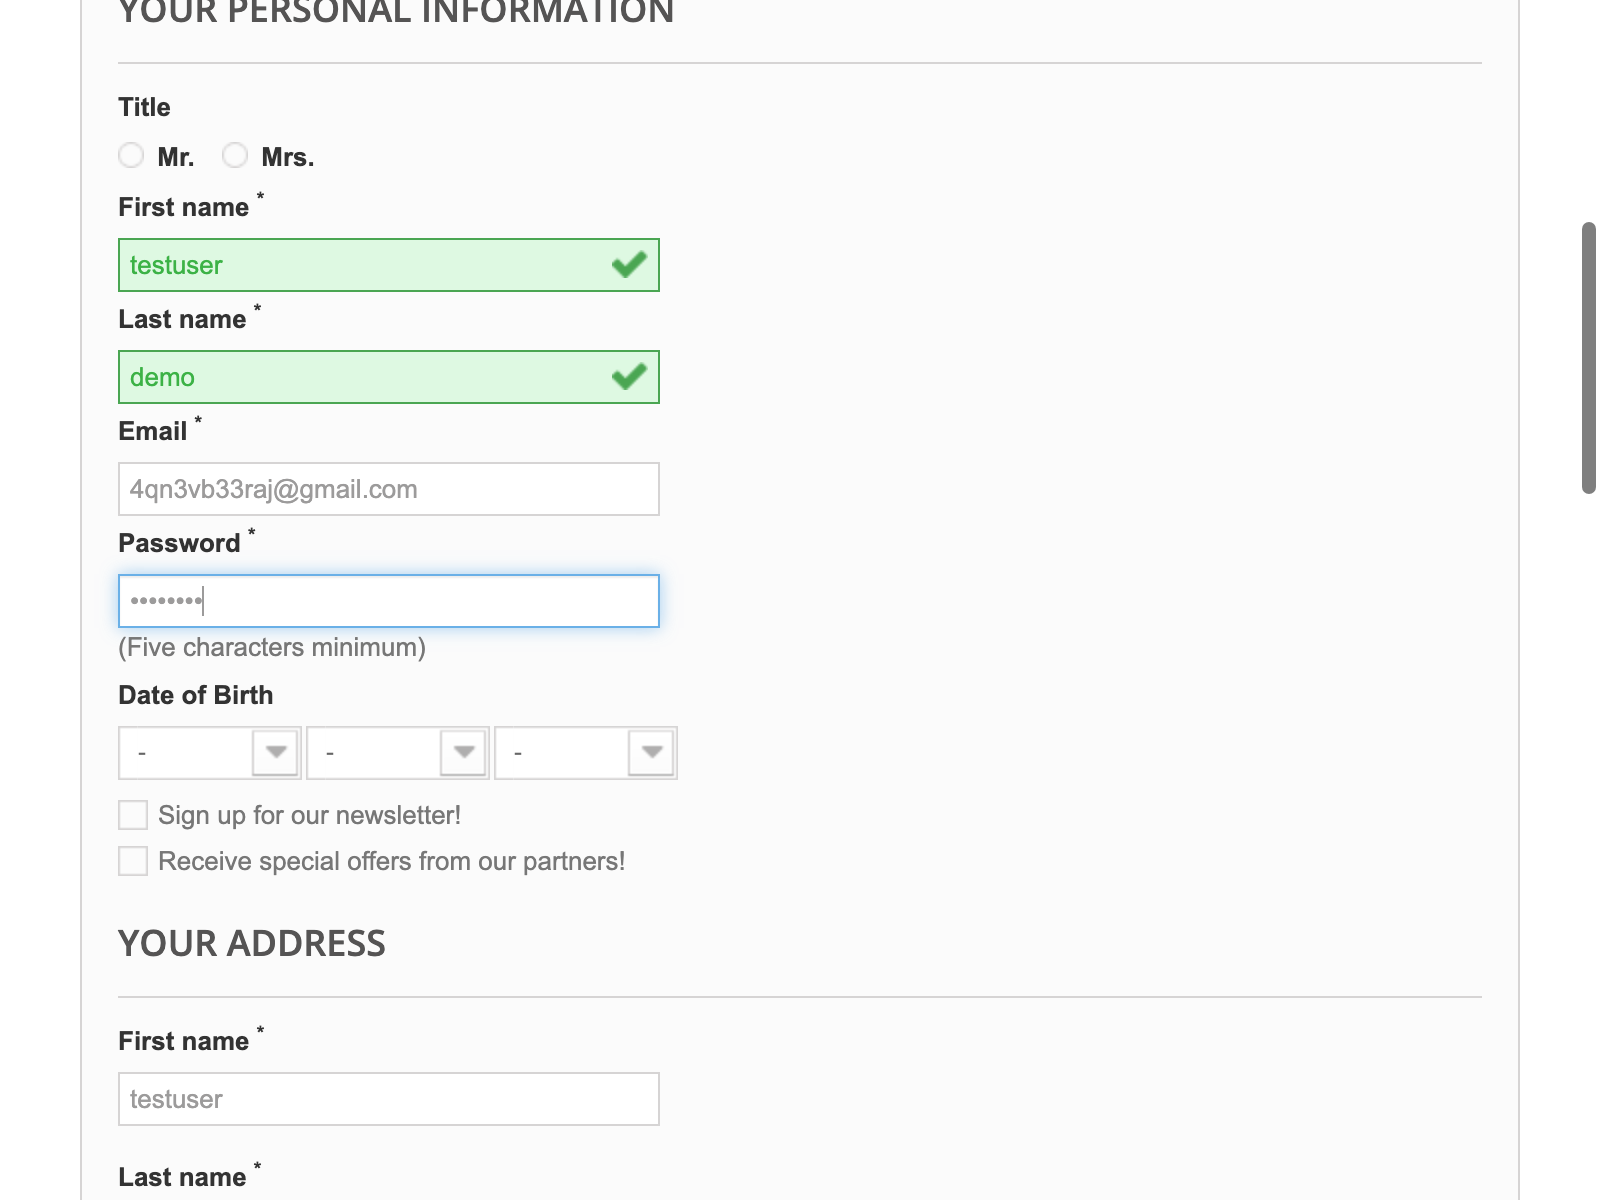 YOUR PERSONAL INFORMATION
Title
Mr. Mrs.
First name *
testuser
Last name *
demo
Email *
4qn3vb33raj@gmail.com
Password *
••••••••
(Five characters minimum)
Date of Birth
- - -
Sign up for our newsletter!
Receive special offers from our partners!
YOUR ADDRESS
First name *
testuser
Last name *